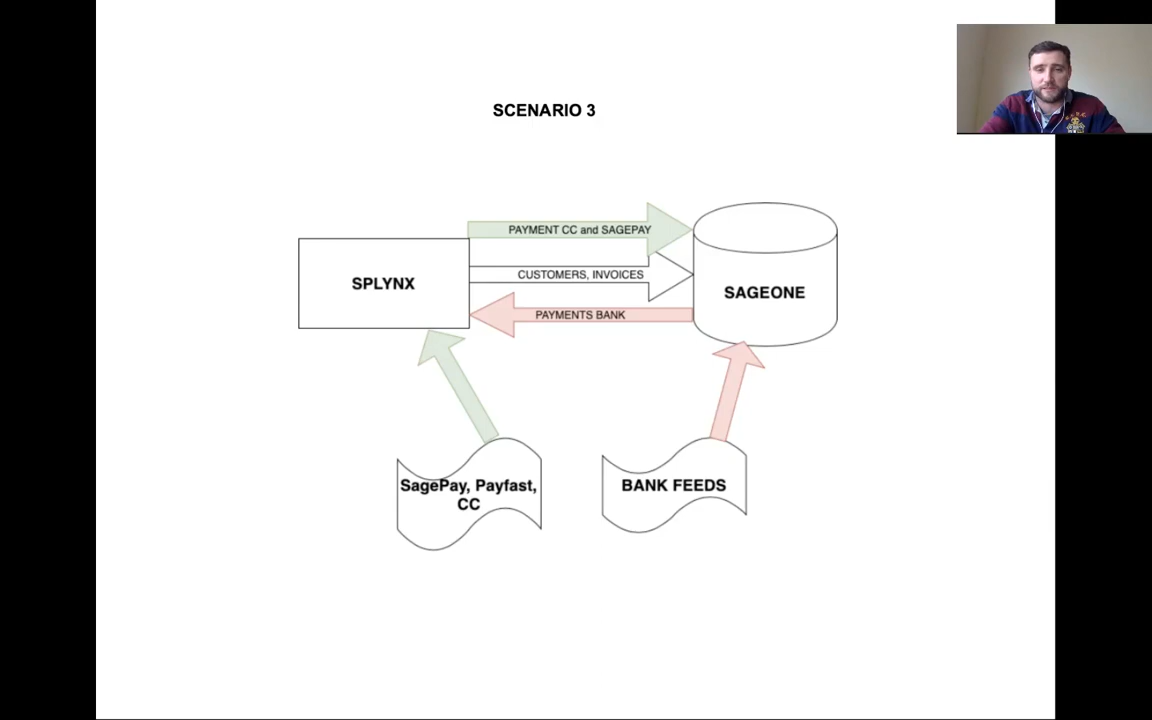 SCENARIO 3
PAYMENT CC and SAGEPAY
SPLYNX
CUSTOMERS, INVOICES
SAGEONE
PAYMENTS BANK
SagePay, Payfast,
CC
BANK FEEDS